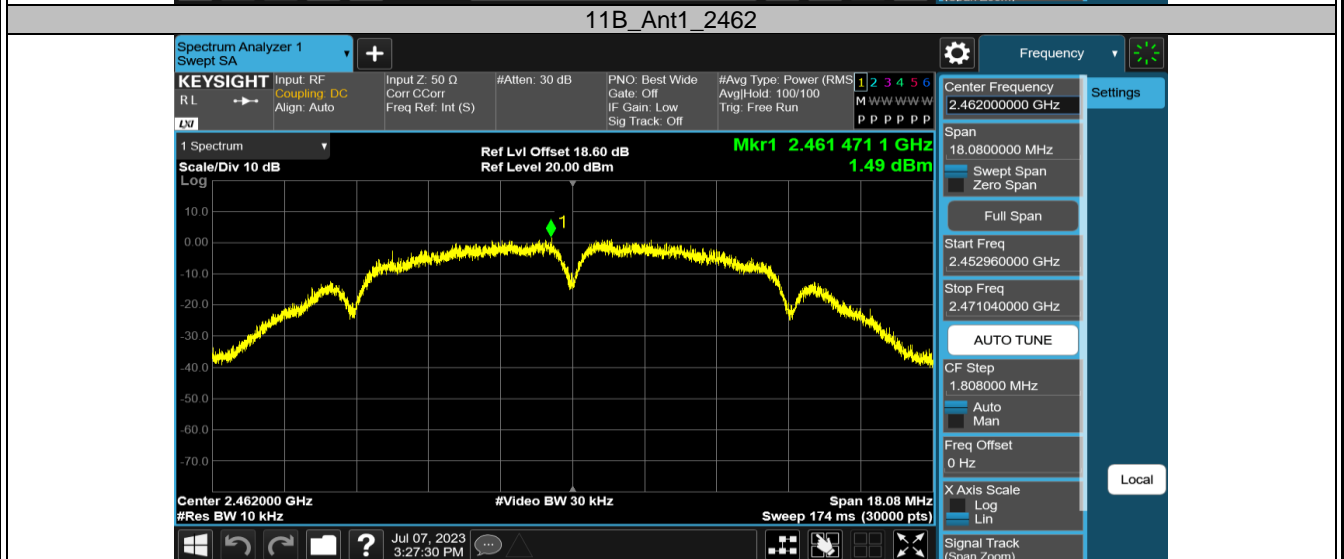 11B_Ant1_2462
Spectrum Analyzer 1
Swept SA
+
Frequency
KEYSIGHT
R L
LXI
Input: RF
Coupling: DC
Align: Auto
Input Z: 50 Ω
Corr CCorr
Freq Ref: Int (S)
#Atten: 30 dB
PNO: Best Wide
Gate: Off
IF Gain: Low
Sig Track: Off
#Avg Type: Power (RMS
Avg|Hold: 100/100
Trig: Free Run
1 2 3 4 5 6
M W W W W W
P P P P P P
1 Spectrum
Scale/Div 10 dB
Log
Ref Lvl Offset 18.60 dB
Ref Level 20.00 dBm
Mkr1 2.461 471 1 GHz
1.49 dBm
1
10.0
0.00
-10.0
-20.0
-30.0
-40.0
-50.0
-60.0
-70.0
Center 2.462000 GHz
#Res BW 10 kHz
#Video BW 30 kHz
Span 18.08 MHz
Sweep 174 ms (30000 pts)
Center Frequency
2.462000000 GHz
Span
18.0800000 MHz
Swept Span
Zero Span
Full Span
Start Freq
2.452960000 GHz
Stop Freq
2.471040000 GHz
AUTO TUNE
CF Step
1.808000 MHz
Auto
Man
Freq Offset
0 Hz
X Axis Scale
Log
Lin
Signal Track
(Span Zoom)
Settings
Local
?
Jul 07, 2023
3:27:30 PM